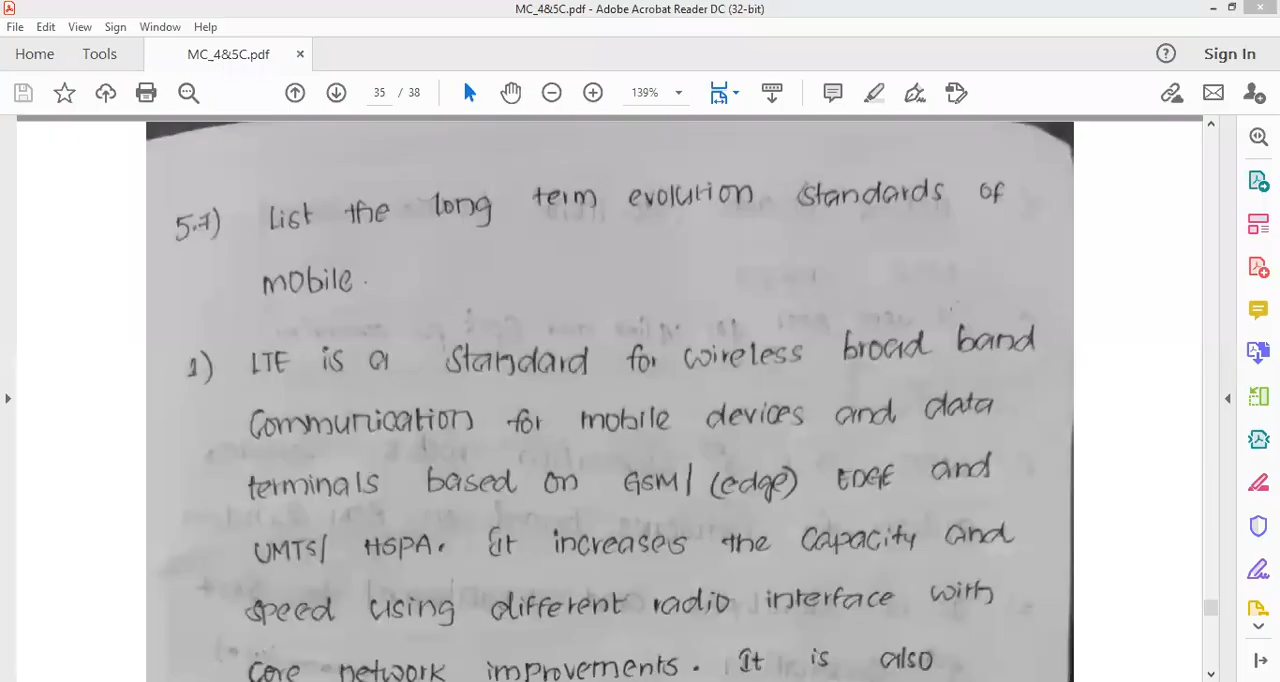 MC_4&5C.pdf - Adobe Acrobat Reader DC (32-bit)
File Edit View Sign Window Help
Home Tools MC_4&5C.pdf × Sign In
35 / 38 139%
5.7) List the long term evolution standards of
mobile.
1) LTE is a standard for wireless broad band
Communication for mobile devices and data
terminals based on GSM/ (edge) EDGE and
UMTS/ HSPA. It increases the capacity and
speed using different radio interface with
Core network improvements. It is also